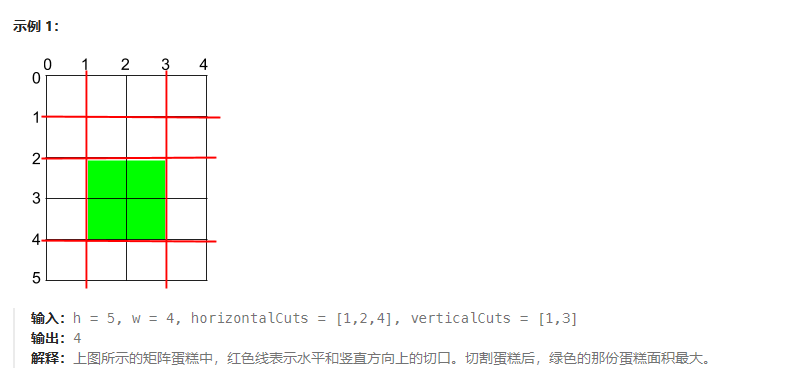 示例 1：
0 1 2 3 4
0
1
2
3
4
5
输入：h = 5, w = 4, horizontalCuts = [1,2,4], verticalCuts = [1,3]
输出：4
解释：上图所示的矩阵蛋糕中，红色线表示水平和竖直方向上的切口。切割蛋糕后，绿色的那份蛋糕面积最大。